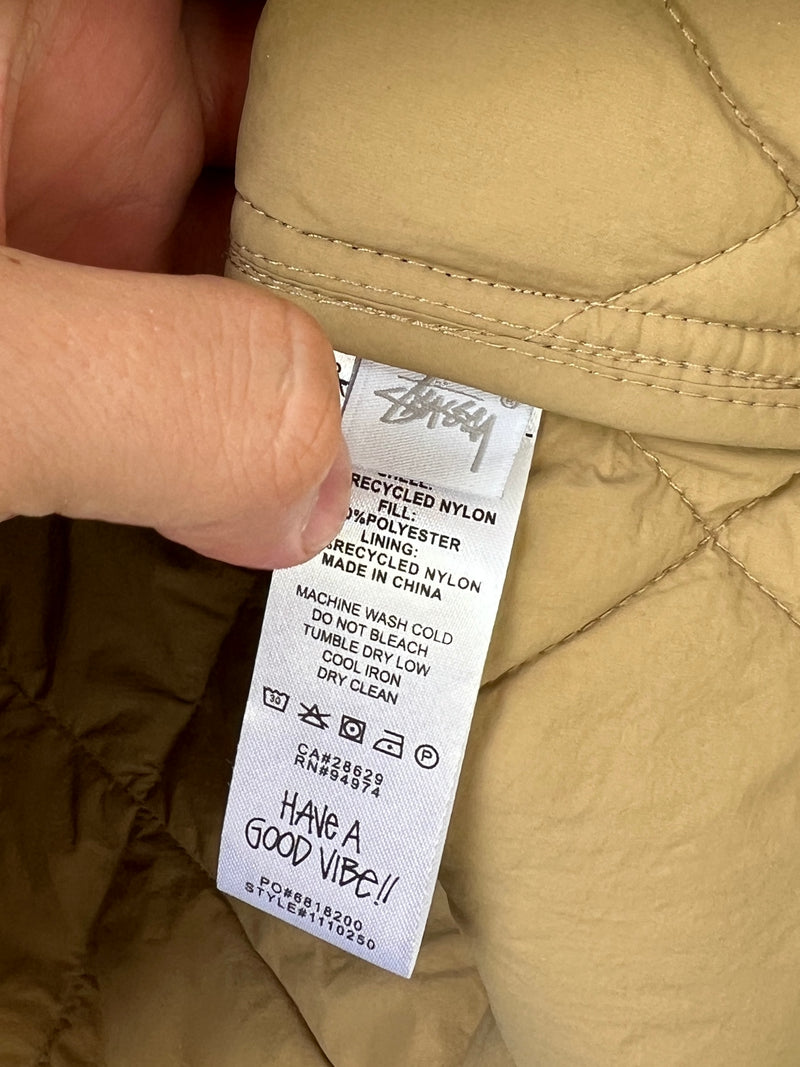 STÜSSY ®
SHELL:
RECYCLED NYLON
FILL:
%POLYESTER
LINING:
RECYCLED NYLON
MADE IN CHINA
MACHINE WASH COLD
DO NOT BLEACH
TUMBLE DRY LOW
COOL IRON
DRY CLEAN
30 P
CA#28629
RN#94974
HAVE A
GOOD VIBE!!
PO#6818200
STYLE#1110250